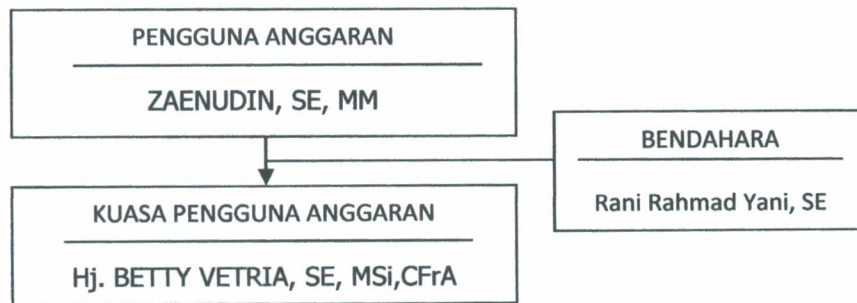 PENGGUNA ANGGARAN
ZAENUDIN, SE, MM
BENDAHARA
Rani Rahmad Yani, SE
KUASA PENGGUNA ANGGARAN
Hj. BETTY VETRIA, SE, MSi,CFrA